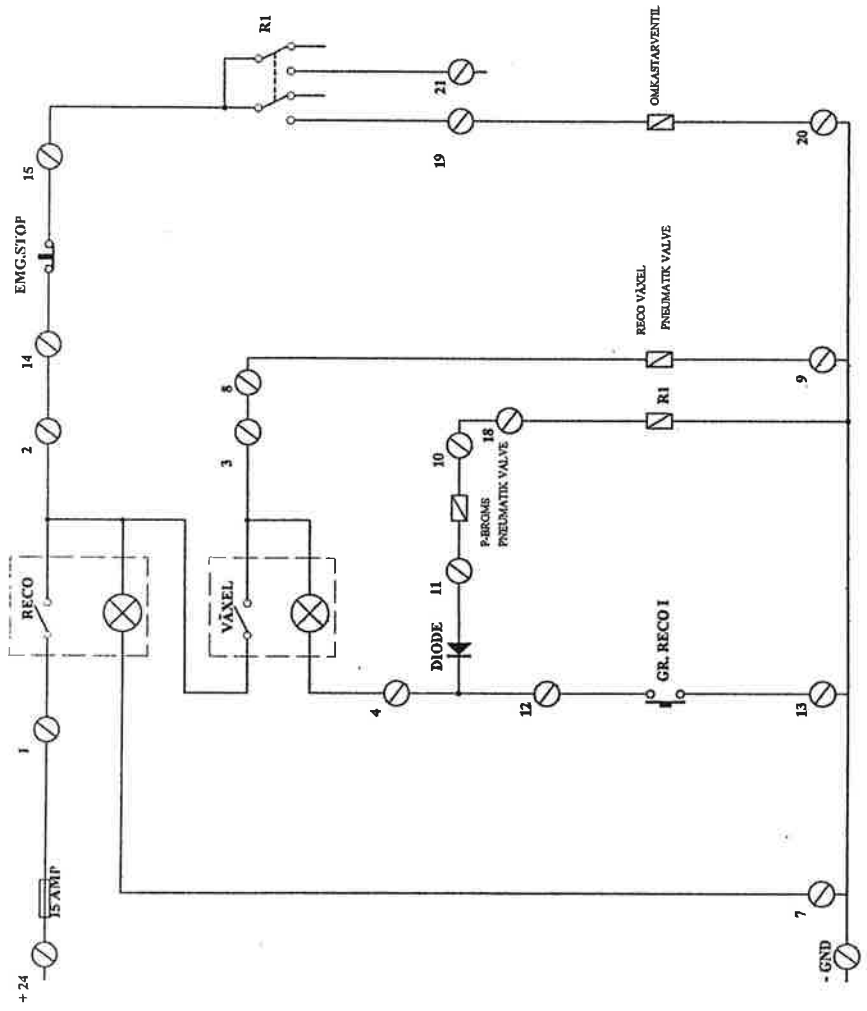 + 24
15 AMP
1
RECO
2
14
EMG.STOP
15
R1
VÄXEL
3
8
4
DIODE
11
P-BROMS
PNEUMATIK VALVE
10
18
19
21
12
GR. RECO I
R1
RECO VÄXEL
PNEUMATIK VALVE
OMKASTARVENTIL
7
13
9
20
- GND